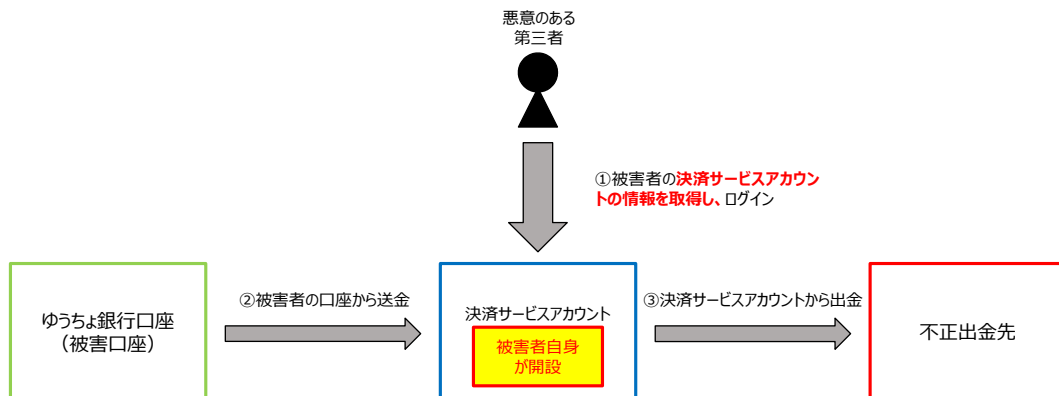 悪意のある
第三者
①被害者の決済サービスアカウン
トの情報を取得し、ログイン
ゆうちょ銀行口座
（被害口座）
②被害者の口座から送金
決済サービスアカウント
被害者自身
が開設
③決済サービスアカウントから出金
不正出金先